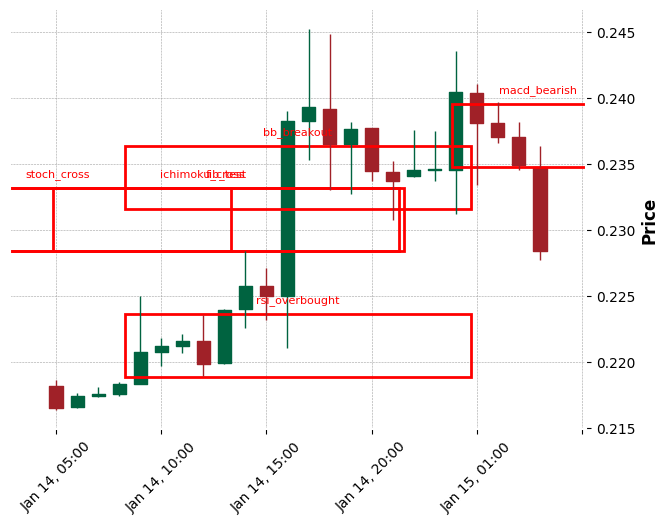 0.245
0.240
macd_bearish
bb_breakout
0.235
stoch_cross
ichimoku_cross
fib_test
0.230
Price
0.225
rsi_overbought
0.220
0.215
Jan 14, 05:00
Jan 14, 10:00
Jan 14, 15:00
Jan 14, 20:00
Jan 15, 01:00